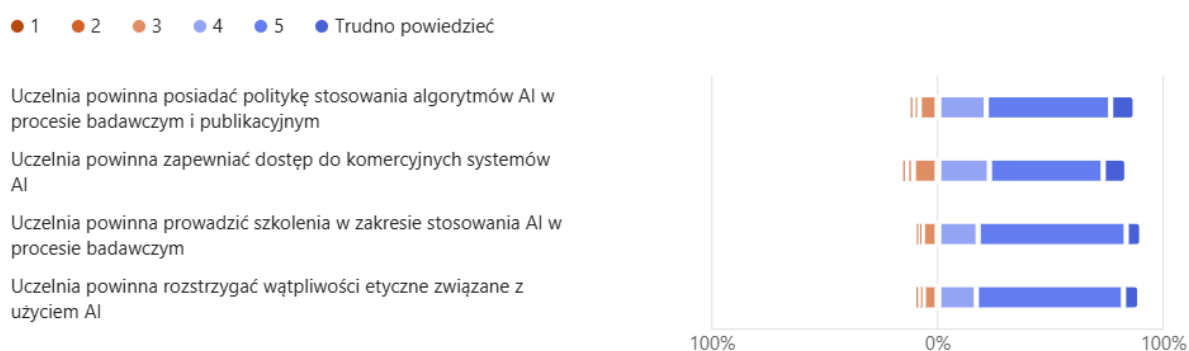 1 2 3 4 5 Trudno powiedzieć
Uczelnia powinna posiadać politykę stosowania algorytmów AI w
procesie badawczym i publikacyjnym
Uczelnia powinna zapewniać dostęp do komercyjnych systemów
AI
Uczelnia powinna prowadzić szkolenia w zakresie stosowania AI w
procesie badawczym
Uczelnia powinna rozstrzygać wątpliwości etyczne związane z
użyciem AI
100% 0% 100%